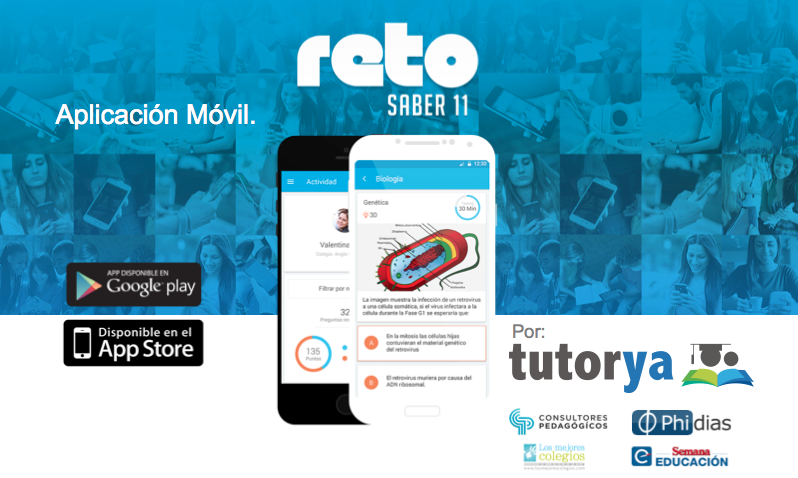 reto
SABER 11
Aplicación Móvil.
APP DISPONIBLE EN
Google play
Disponible en el
App Store
Actividad
Valentina
Filtrar por n
32
Preguntas
135
Puntos
12:30
Biología
Genética
30
30 Min
La imagen muestra la infección de un retrovirus
a una célula somática, si el virus infectara a la
célula durante la Fase G1 se esperaría que:
A
En la mitosis las células hijas
contuvieran el material genético
del retrovirus
B
El retrovirus muriera por causa del
ADN ribosomal.
Por:
tutorya
CONSULTORES
PEDAGÓGICOS
Phidias
Los mejores
colegios
Semana
e EDUCACIÓN